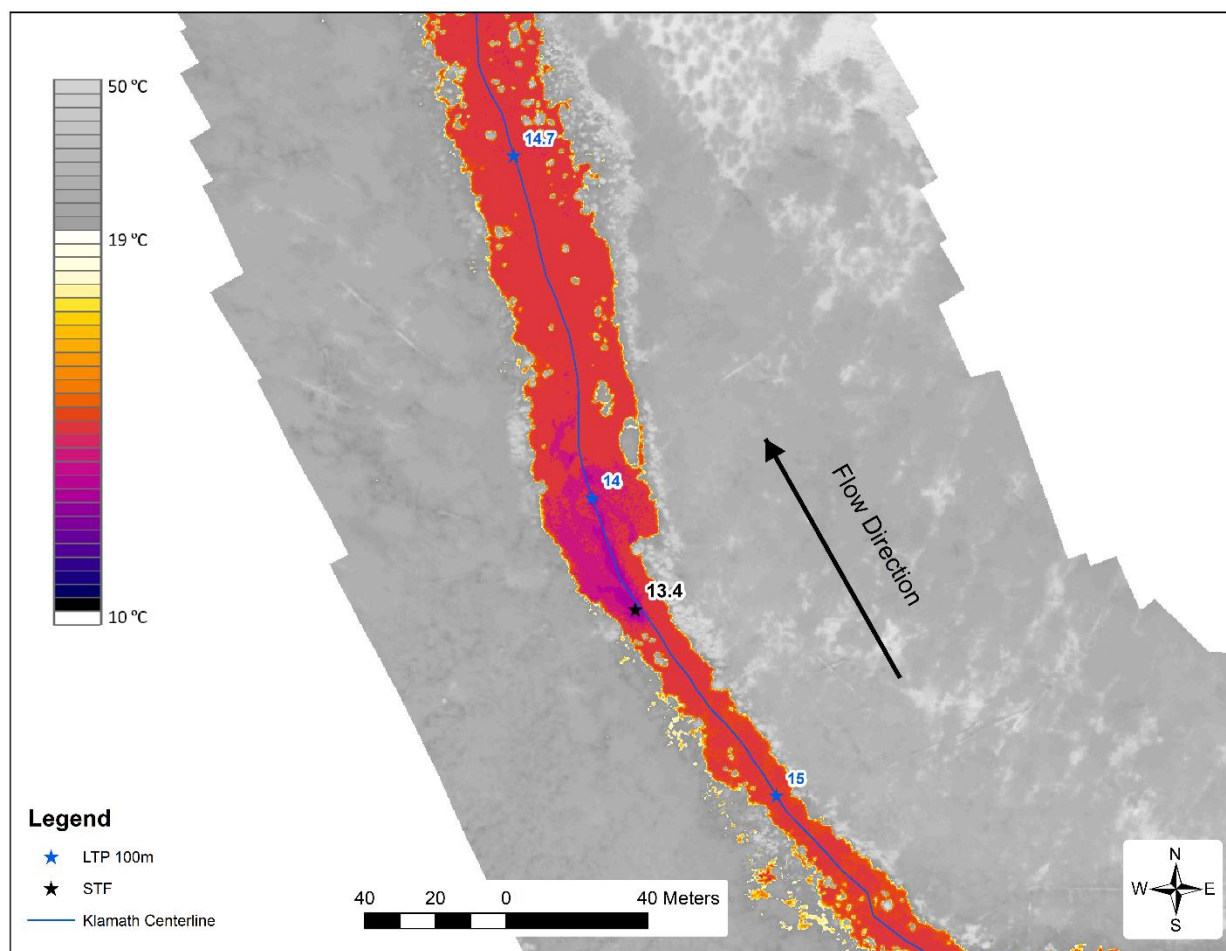 50 ºC
14.7
19 ºC
14
Flow Direction
13.4
10 ºC
15
Legend
LTP 100m
STF
Klamath Centerline
40 20 0 40 Meters
N
W E
S